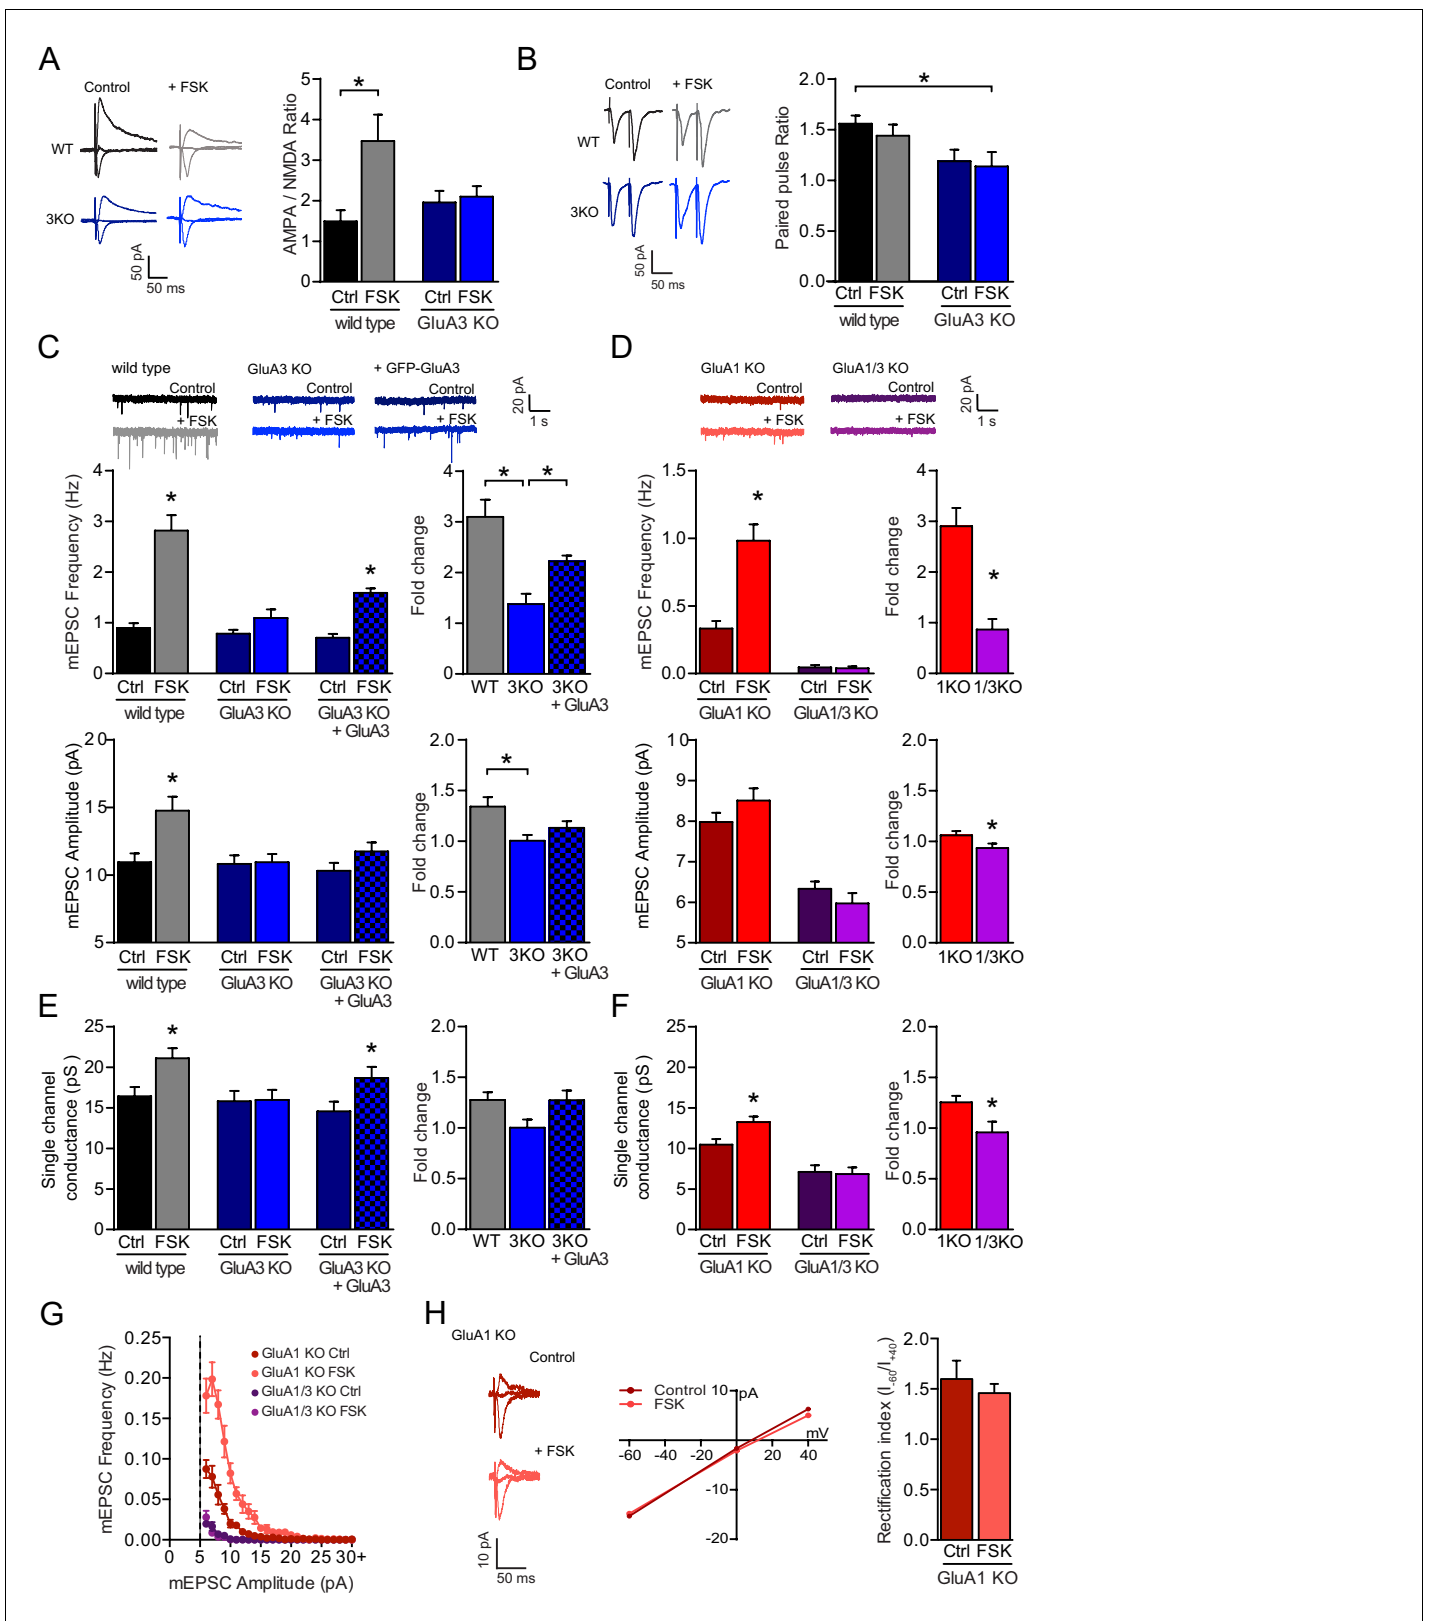 A
Control
+ FSK
WT
3KO
50 pA
50 ms
AMPA / NMDA Ratio
5
4
3
2
1
0
*
Ctrl FSK
Ctrl FSK
wild type
GluA3 KO
B
Control
+ FSK
WT
3KO
50 pA
50 ms
Paired pulse Ratio
2.0
1.5
1.0
0.5
0.0
*
Ctrl FSK
Ctrl FSK
wild type
GluA3 KO
C
wild type
GluA3 KO
+ GFP-GluA3
Control
Control
Control
+ FSK
+ FSK
+ FSK
20 pA
1 s
mEPSC Frequency (Hz)
4
3
2
1
0
*
*
Ctrl FSK
Ctrl FSK
Ctrl FSK
wild type
GluA3 KO
GluA3 KO
+ GluA3
Fold change
4
3
2
1
0
*
*
WT
3KO
3KO
+ GluA3
mEPSC Amplitude (pA)
20
15
10
5
*
Ctrl FSK
Ctrl FSK
Ctrl FSK
wild type
GluA3 KO
GluA3 KO
+ GluA3
Fold change
2.0
1.5
1.0
0.5
0.0
*
WT
3KO
3KO
+ GluA3
D
GluA1 KO
GluA1/3 KO
Control
Control
+ FSK
+ FSK
20 pA
1 s
mEPSC Frequency (Hz)
1.5
1.0
0.5
0.0
*
Ctrl FSK
Ctrl FSK
GluA1 KO
GluA1/3 KO
Fold change
4
3
2
1
0
*
1KO 1/3KO
mEPSC Amplitude (pA)
10
9
8
7
6
5
Ctrl FSK
Ctrl FSK
GluA1 KO
GluA1/3 KO
Fold change
2.0
1.5
1.0
0.5
0.0
*
1KO 1/3KO
E
Single channel
conductance (pS )
25
20
15
10
5
0
*
*
Ctrl FSK
Ctrl FSK
Ctrl FSK
wild type
GluA3 KO
GluA3 KO
+ GluA3
Fold change
2.0
1.5
1.0
0.5
0.0
WT
3KO
3KO
+ GluA3
F
Single channel
conductance (pS )
25
20
15
10
5
0
*
Ctrl FSK
Ctrl FSK
GluA1 KO
GluA1/3 KO
Fold change
2.0
1.5
1.0
0.5
0.0
*
1KO 1/3KO
G
mEPSC Frequency (Hz)
0.25
0.20
0.15
0.10
0.05
0.00
GluA1 KO Ctrl
GluA1 KO FSK
GluA1/3 KO Ctrl
GluA1/3 KO FSK
0 5 10 15 20 25 30+
mEPSC Amplitude (pA)
H
GluA1 KO
Control
+ FSK
10 pA
50 ms
Control
FSK
10
pA
mV
-60 -40 -20
20 40
-10
-20
Rectification index (I-60/I+40)
2.0
1.5
1.0
0.5
0.0
Ctrl FSK
GluA1 KO